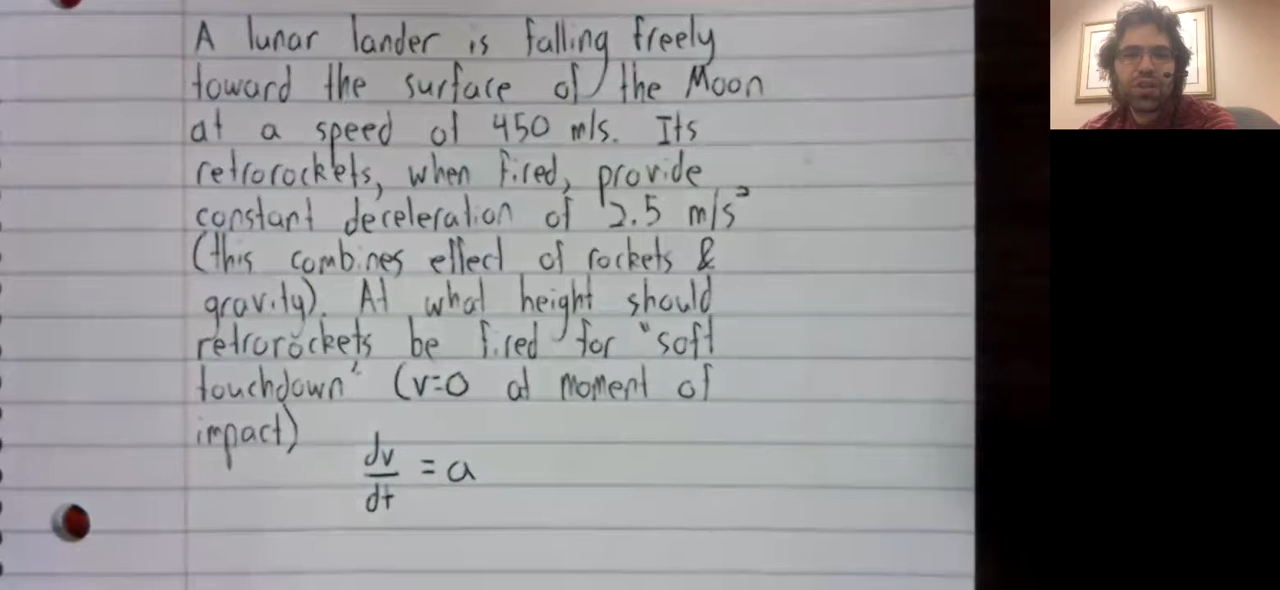 A lunar lander is falling freely
toward the surface of the Moon
at a speed of 450 m/s. Its
retrorockets, when fired, provide
constant deceleration of 2.5 m/s²
(this combines effect of rockets &
gravity). At what height should
retrorockets be fired for "soft
touchdown" (v=0 at moment of
impact)
dv/dt = a